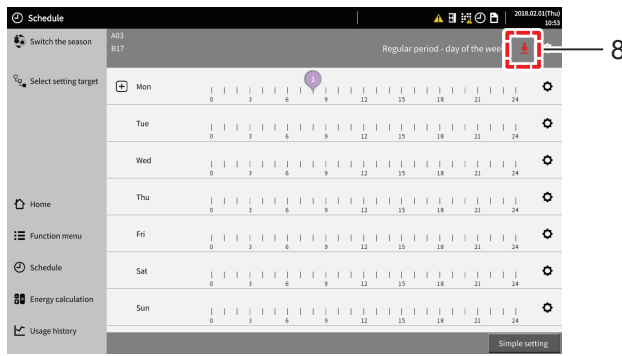 Schedule
2018.02.01(Thu)
10:53
Switch the season
A03
B17
Regular period - day of the wee
8
Select setting target
Mon
1
0 3 6 9 12 15 18 21 24
Tue
0 3 6 9 12 15 18 21 24
Wed
0 3 6 9 12 15 18 21 24
Home
Thu
0 3 6 9 12 15 18 21 24
Function menu
Fri
0 3 6 9 12 15 18 21 24
Schedule
Sat
0 3 6 9 12 15 18 21 24
Energy calculation
Sun
0 3 6 9 12 15 18 21 24
Usage history
Simple setting